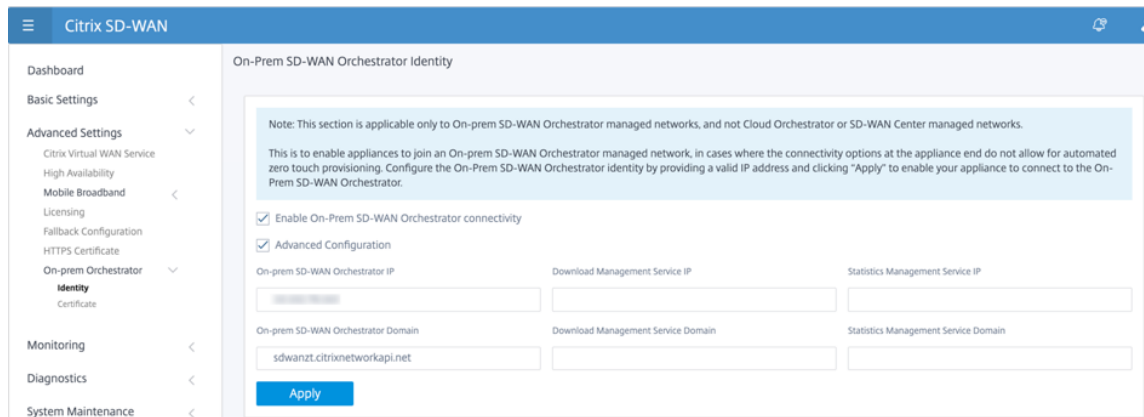 Citrix SD-WAN
Dashboard
Basic Settings
Advanced Settings
Citrix Virtual WAN Service
High Availability
Mobile Broadband
Licensing
Fallback Configuration
HTTPS Certificate
On-prem Orchestrator
Identity
Certificate
Monitoring
Diagnostics
System Maintenance
On-Prem SD-WAN Orchestrator Identity
Note: This section is applicable only to On-prem SD-WAN Orchestrator managed networks, and not Cloud Orchestrator or SD-WAN Center managed networks.
This is to enable appliances to join an On-prem SD-WAN Orchestrator managed network, in cases where the connectivity options at the appliance end do not allow for automated
zero touch provisioning. Configure the On-Prem SD-WAN Orchestrator identity by providing a valid IP address and clicking "Apply" to enable your appliance to connect to the On-
Prem SD-WAN Orchestrator.
Enable On-Prem SD-WAN Orchestrator connectivity
Advanced Configuration
On-prem SD-WAN Orchestrator IP
Download Management Service IP
Statistics Management Service IP
On-prem SD-WAN Orchestrator Domain
Download Management Service Domain
Statistics Management Service Domain
sdwanzt.citrixnetworkapi.net
Apply